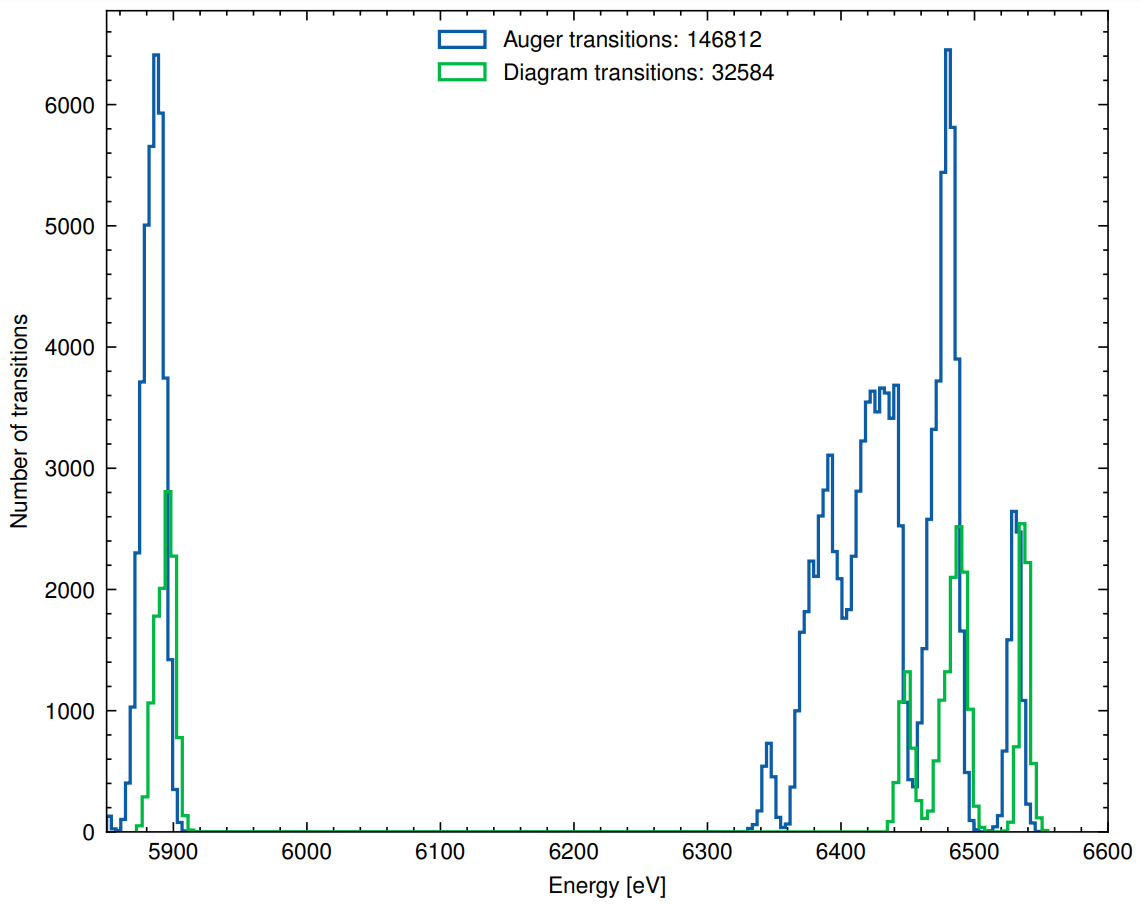 Auger transitions: 146812
Diagram transitions: 32584
Number of transitions
6000
5000
4000
3000
2000
1000
0
5900 6000 6100 6200 6300 6400 6500 6600
Energy [eV]